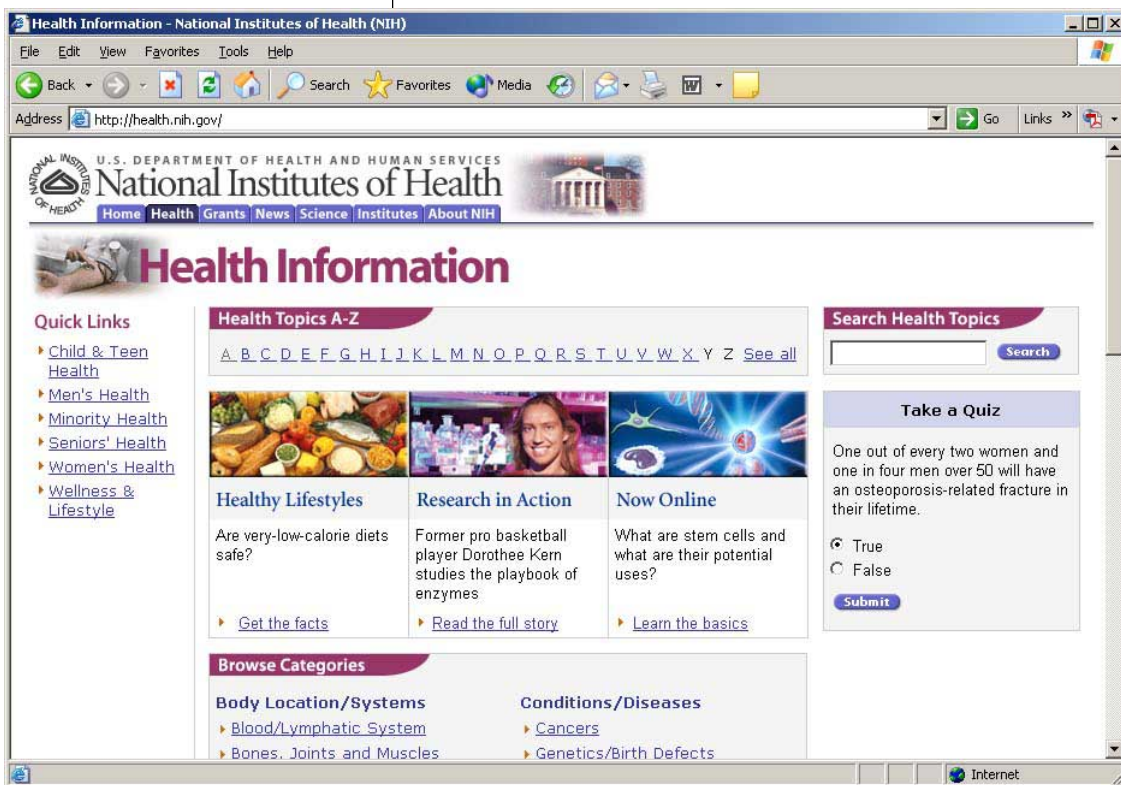 Health Information - National Institutes of Health (NIH)
File Edit View Favorites Tools Help
Back Search Favorites Media
Address http://health.nih.gov/ Go Links »
NATIONAL INSTITUTES OF HEALTH
U.S. DEPARTMENT OF HEALTH AND HUMAN SERVICES
National Institutes of Health
Home Health Grants News Science Institutes About NIH
Health Information
Quick Links
Child & Teen
Health
Men's Health
Minority Health
Seniors' Health
Women's Health
Wellness &
Lifestyle
Health Topics A-Z
A B C D E F G H I J K L M N O P Q R S T U V W X Y Z See all
Healthy Lifestyles
Are very-low-calorie diets
safe?
Get the facts
Research in Action
Former pro basketball
player Dorothee Kern
studies the playbook of
enzymes
Read the full story
Now Online
What are stem cells and
what are their potential
uses?
Learn the basics
Search Health Topics
Search
Take a Quiz
One out of every two women and
one in four men over 50 will have
an osteoporosis-related fracture in
their lifetime.
True
False
Submit
Browse Categories
Body Location/Systems
Blood/Lymphatic System
Bones, Joints and Muscles
Conditions/Diseases
Cancers
Genetics/Birth Defects
Internet